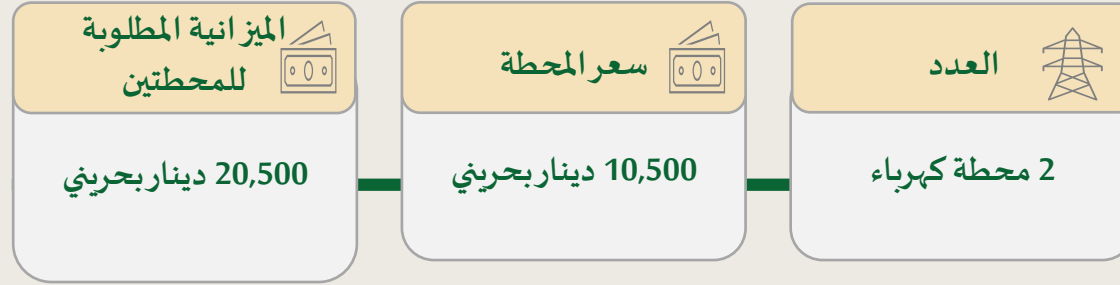 العدد
2 محطة كهرباء
سعر المحطة
10,500 دينار بحريني
الميزانية المطلوبة
للمحطتين
20,500 دينار بحريني